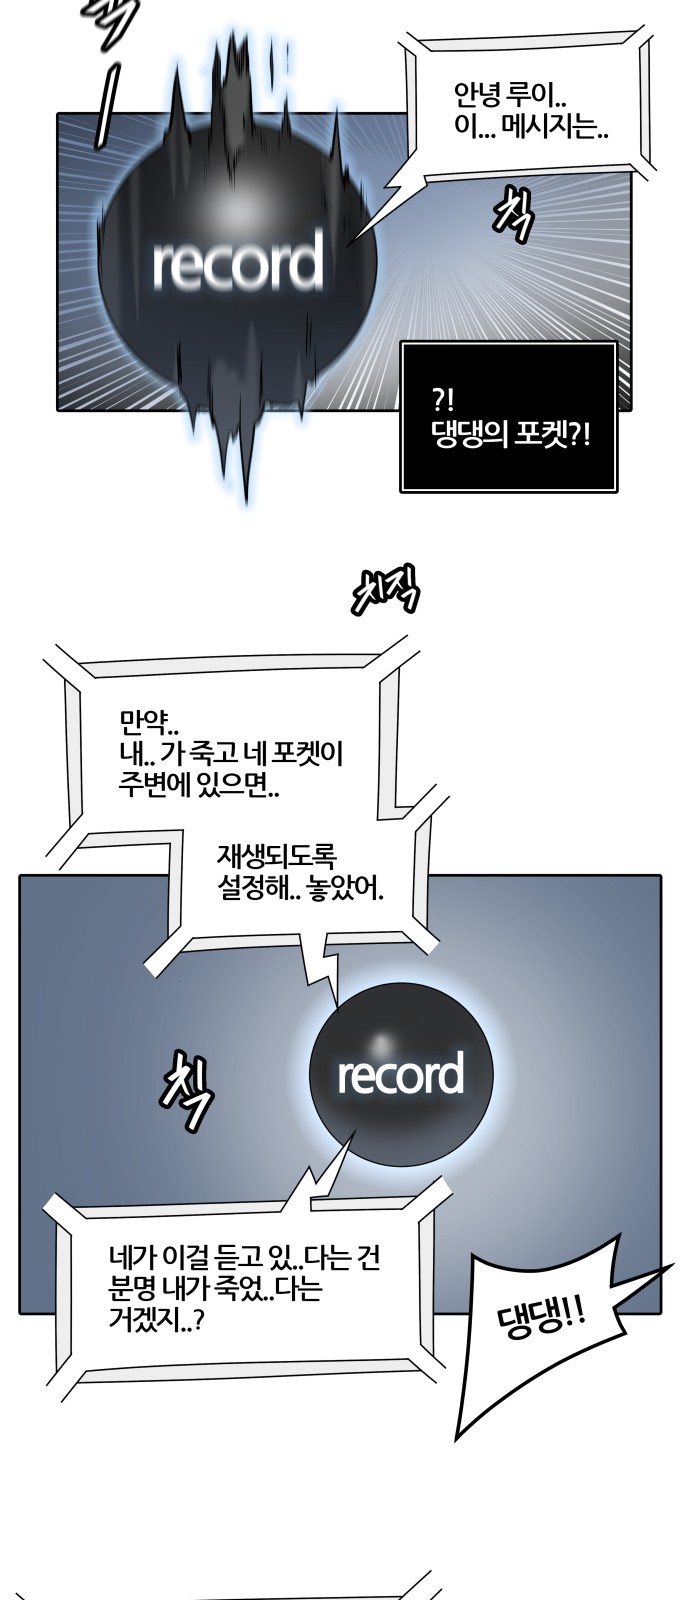 안녕 루이..
이... 메시지는..
record
칙
?!
댕댕의 포켓?!
치직
만약..
내.. 가 죽고 네 포켓이
주변에 있으면..
재생되도록
설정해.. 놓았어.
record
칙
네가 이걸 듣고 있..다는 건
분명 내가 죽었..다는
거겠지..?
댕댕!!